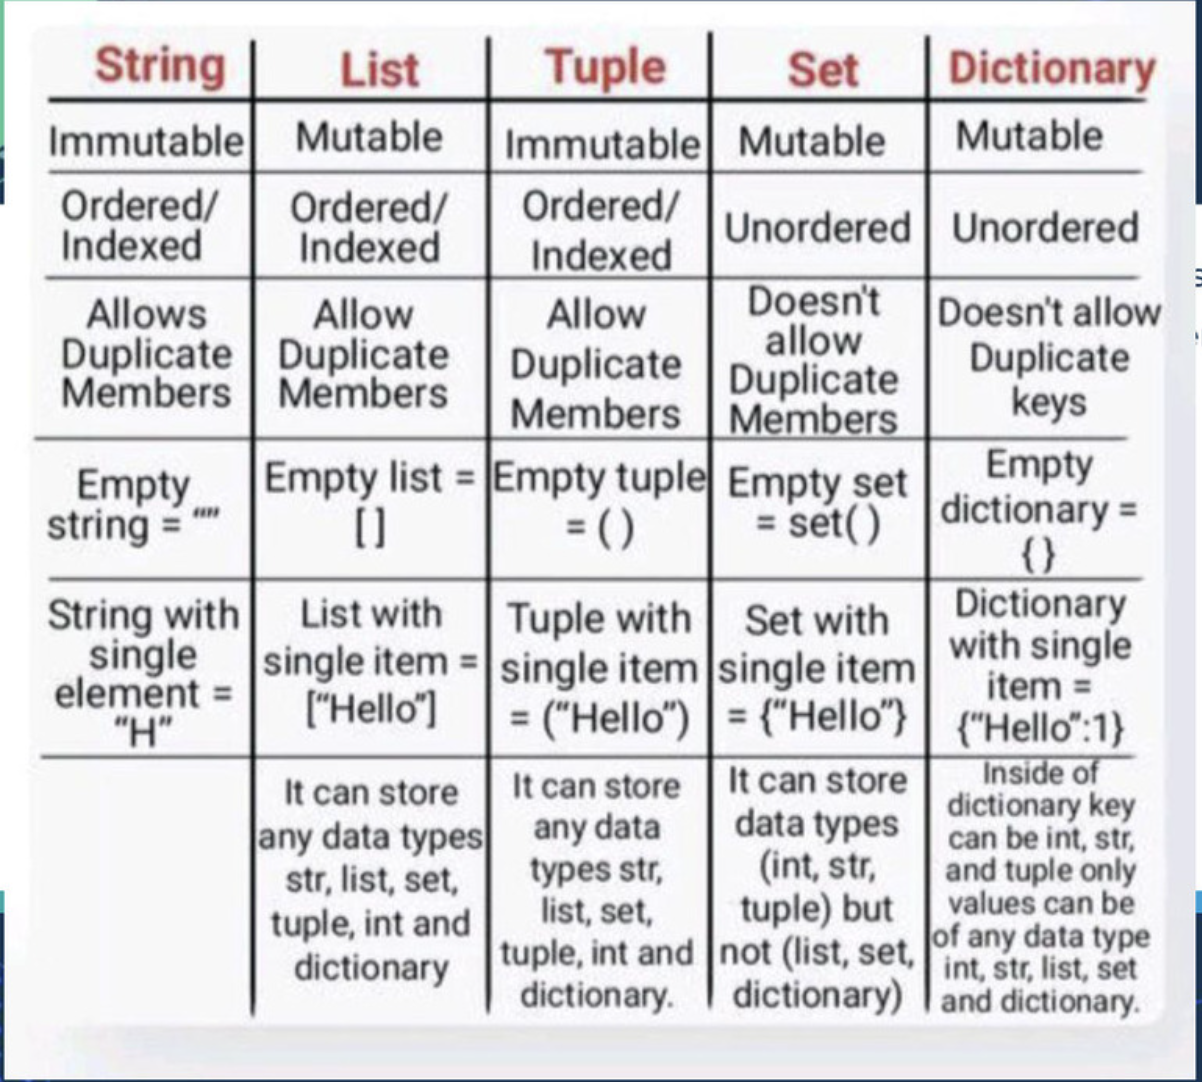 String
List
Tuple
Set
Dictionary
Immutable
Mutable
Immutable
Mutable
Mutable
Ordered/
Indexed
Ordered/
Indexed
Ordered/
Indexed
Unordered
Unordered
Allows
Duplicate
Members
Allow
Duplicate
Members
Allow
Duplicate
Members
Doesn't
allow
Duplicate
Members
Doesn't allow
Duplicate
keys
Empty
string = “”
Empty list =
[ ]
Empty tuple
= ( )
Empty set
= set( )
Empty
dictionary =
{ }
String with
single
element =
“H”
List with
single item =
[“Hello”]
Tuple with
single item
= (“Hello”)
Set with
single item
= {“Hello”}
Dictionary
with single
item =
{“Hello”:1}
It can store
any data types
str, list, set,
tuple, int and
dictionary
It can store
any data
types str,
list, set,
tuple, int and
dictionary.
It can store
data types
(int, str,
tuple) but
not (list, set,
dictionary)
Inside of
dictionary key
can be int, str,
and tuple only
values can be
of any data type
int, str, list, set
and dictionary.